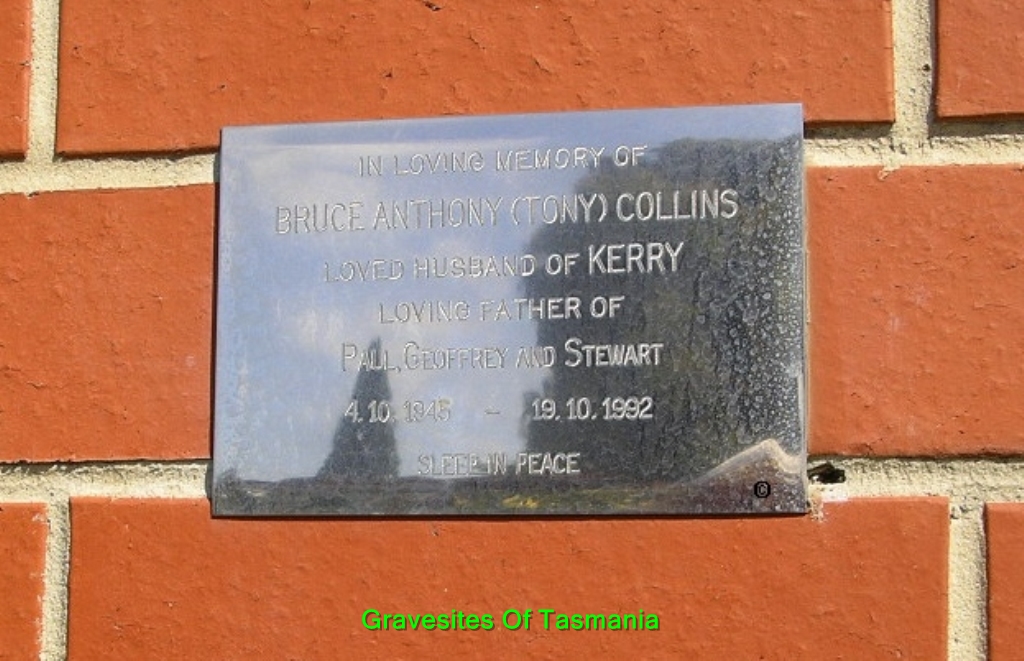 IN LOVING MEMORY OF
BRUCE ANTHONY (TONY) COLLINS
LOVED HUSBAND OF KERRY
LOVING FATHER OF
PAUL, GEOFFREY AND STEWART
4.10.1945 - 19.10.1992
SLEEP IN PEACE
©
Gravesites Of Tasmania